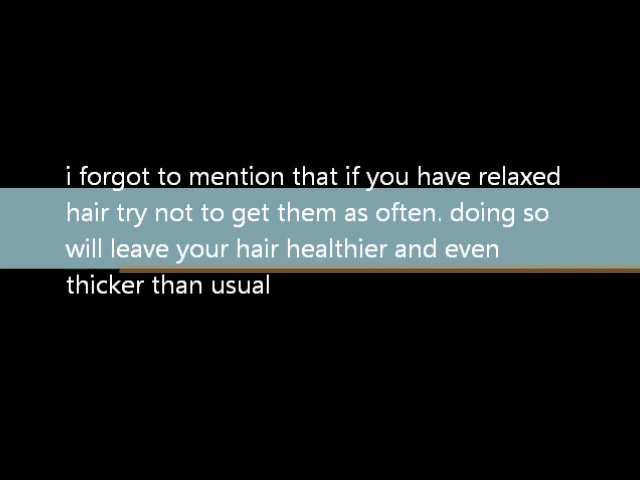 i forgot to mention that if you have relaxed
hair try not to get them as often. doing so
will leave your hair healthier and even
thicker than usual